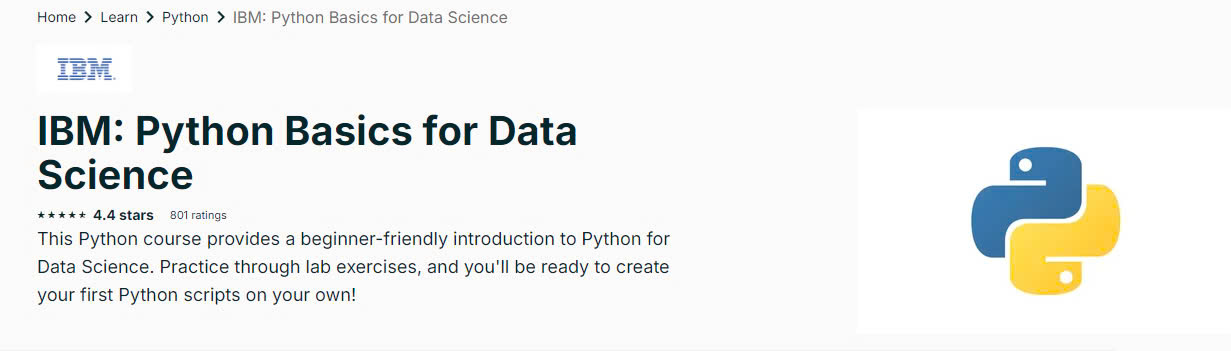 Home > Learn > Python > IBM: Python Basics for Data Science
IBM
IBM: Python Basics for Data
Science
4.4 stars 801 ratings
This Python course provides a beginner-friendly introduction to Python for
Data Science. Practice through lab exercises, and you'll be ready to create
your first Python scripts on your own!